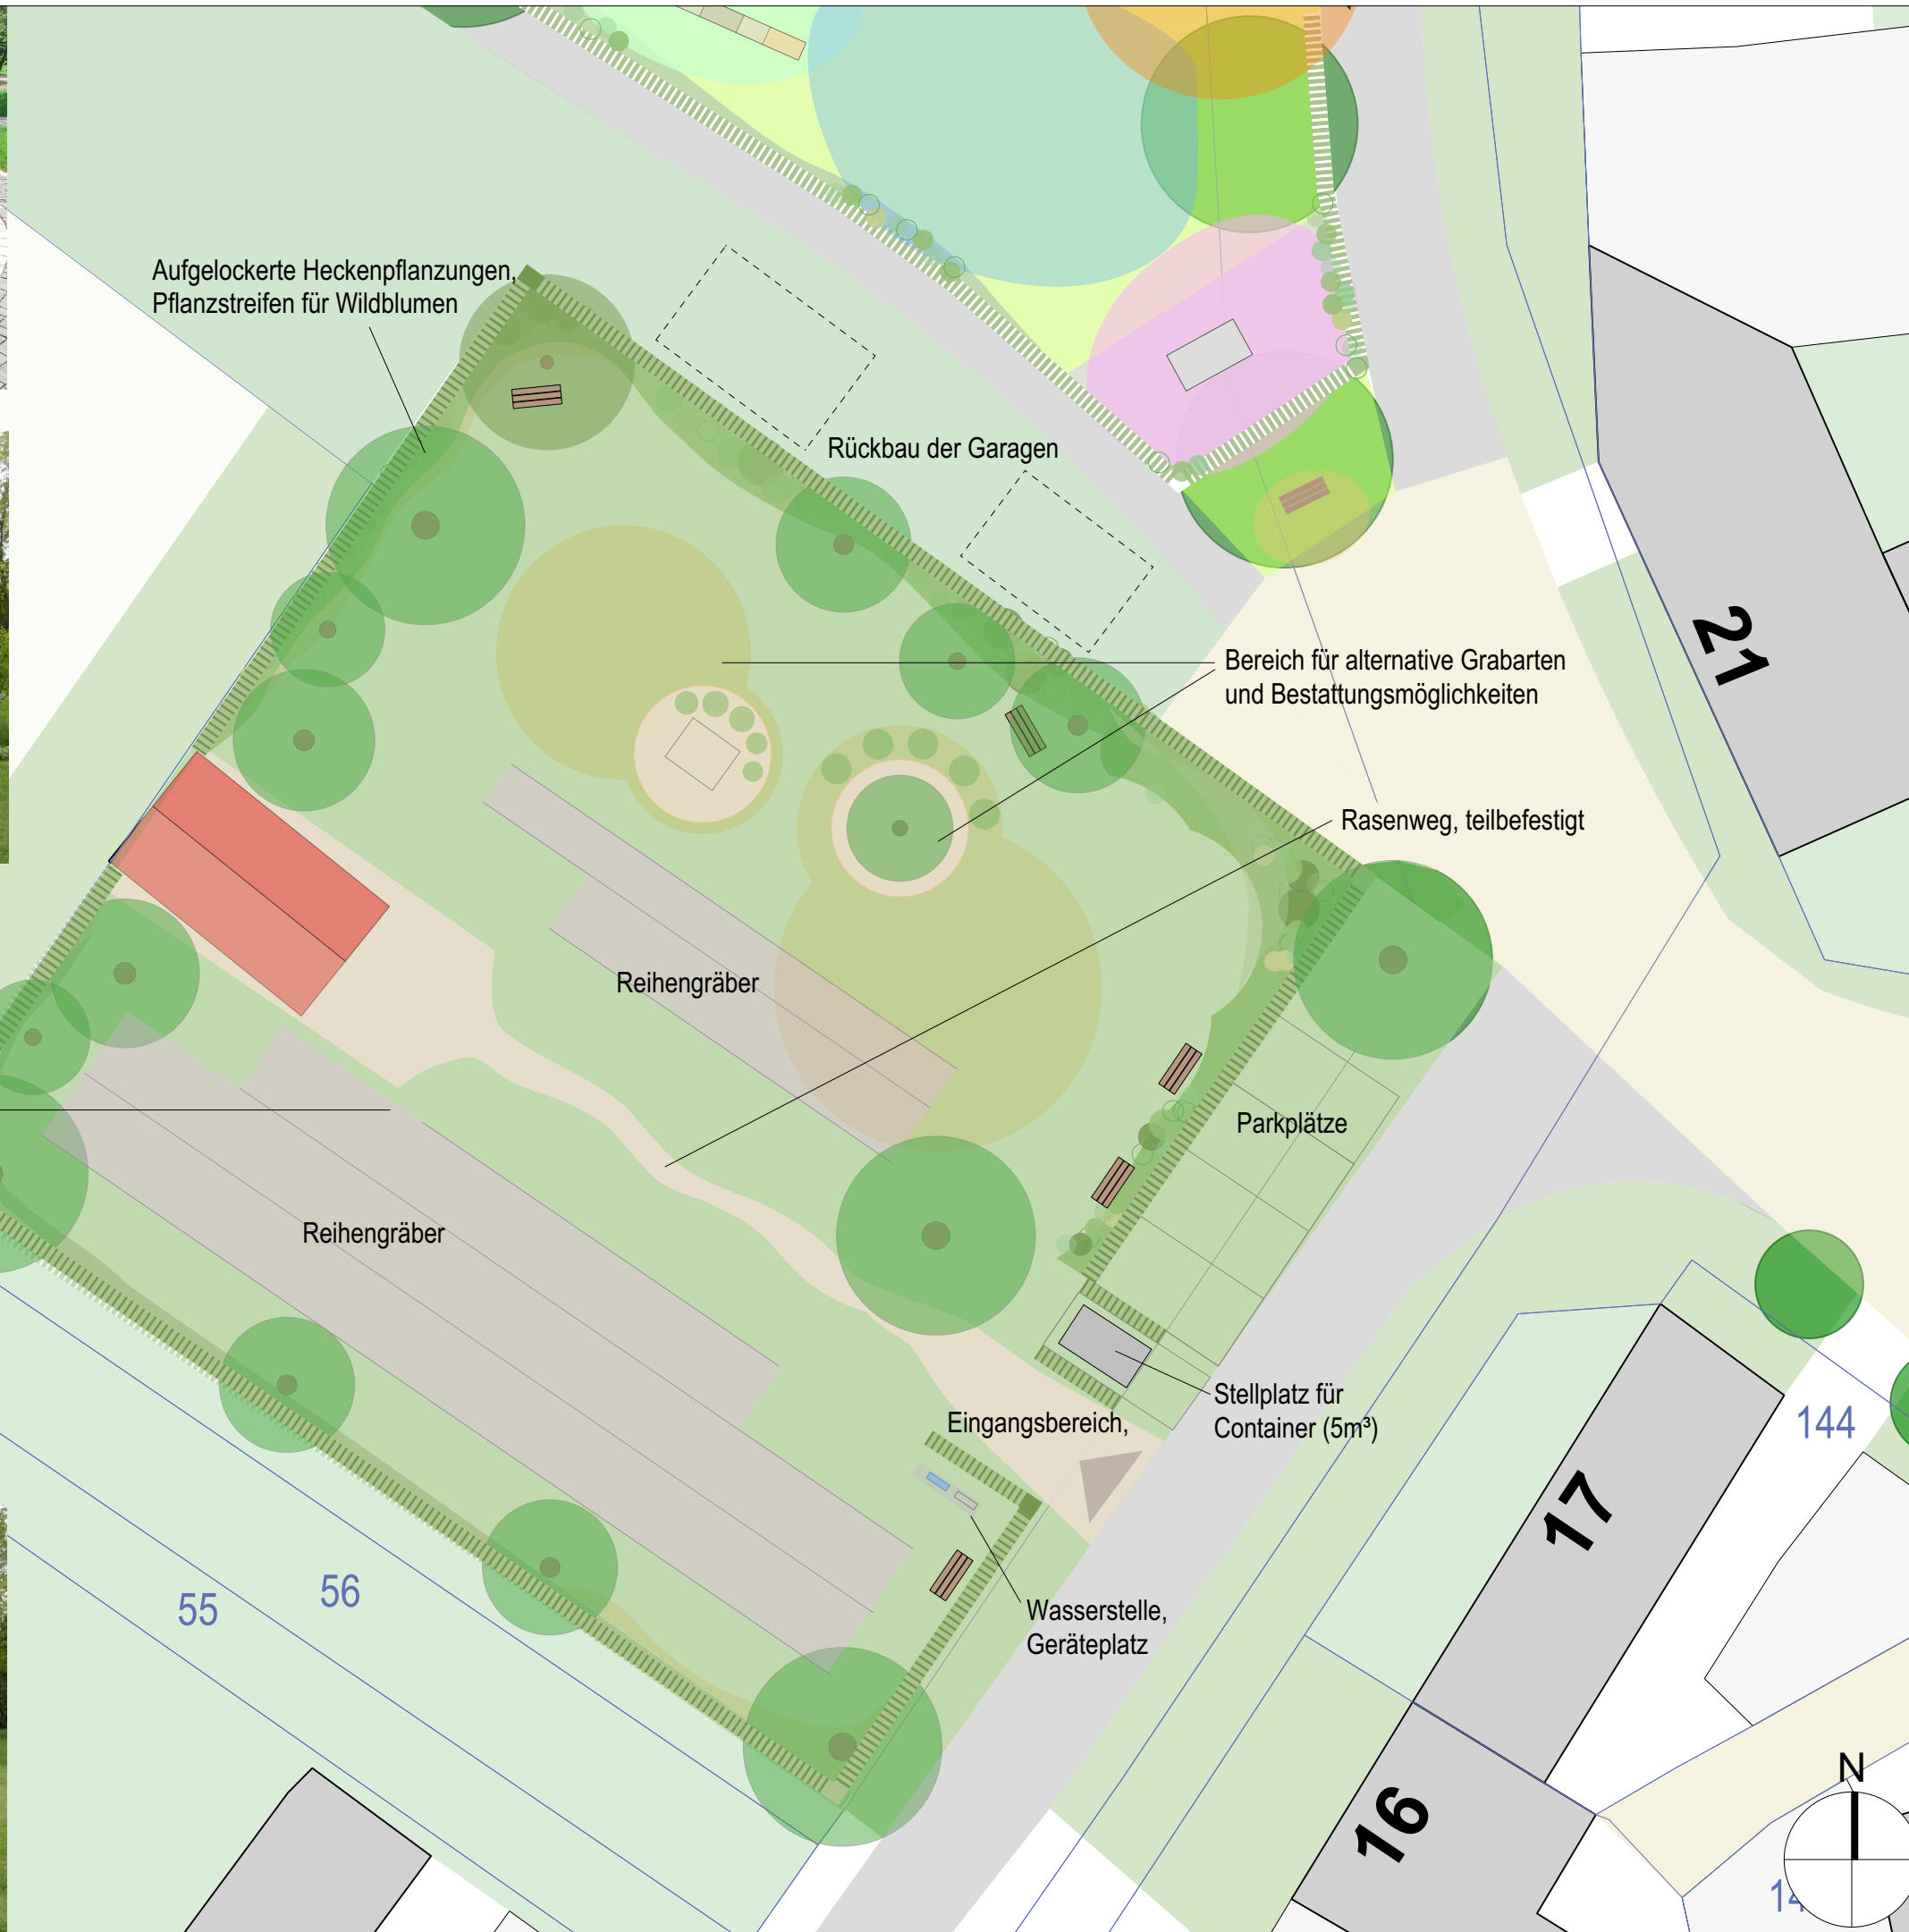 Aufgelockerte Heckenpflanzungen,
Pflanzstreifen für Wildblumen
Rückbau der Garagen
21
Bereich für alternative Grabarten
und Bestattungsmöglichkeiten
Rasenweg, teilbefestigt
Reihengräber
Parkplätze
Reihengräber
Stellplatz für
Container (5m³)
Eingangsbereich,
144
17
55
56
Wasserstelle,
Geräteplatz
N
16